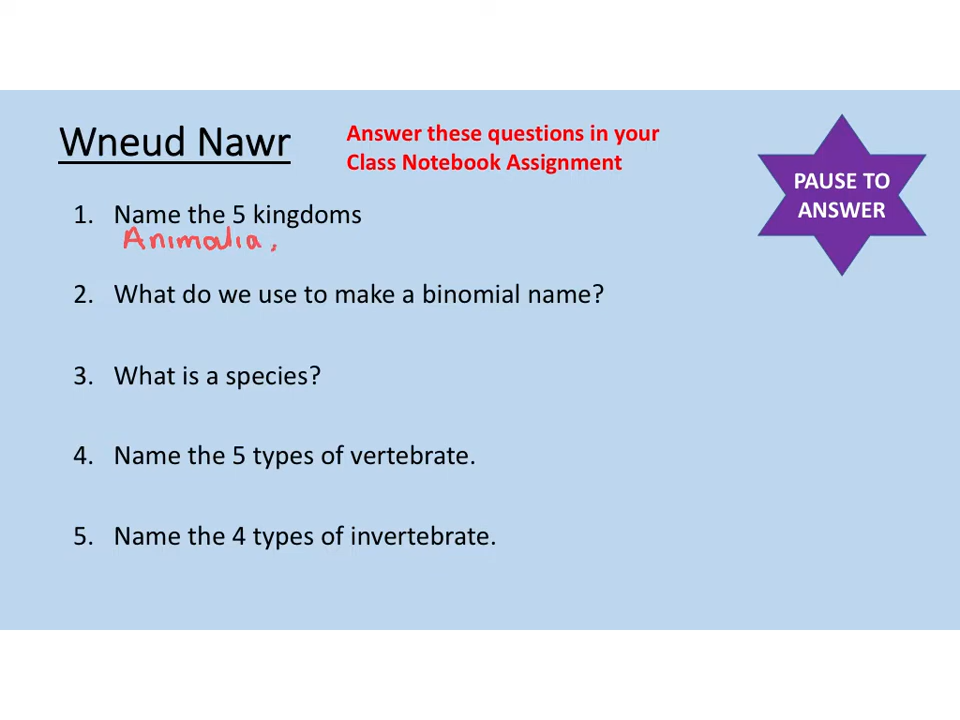 Wneud Nawr
Answer these questions in your
Class Notebook Assignment
PAUSE TO
ANSWER
1. Name the 5 kingdoms
Animalia,
2. What do we use to make a binomial name?
3. What is a species?
4. Name the 5 types of vertebrate.
5. Name the 4 types of invertebrate.